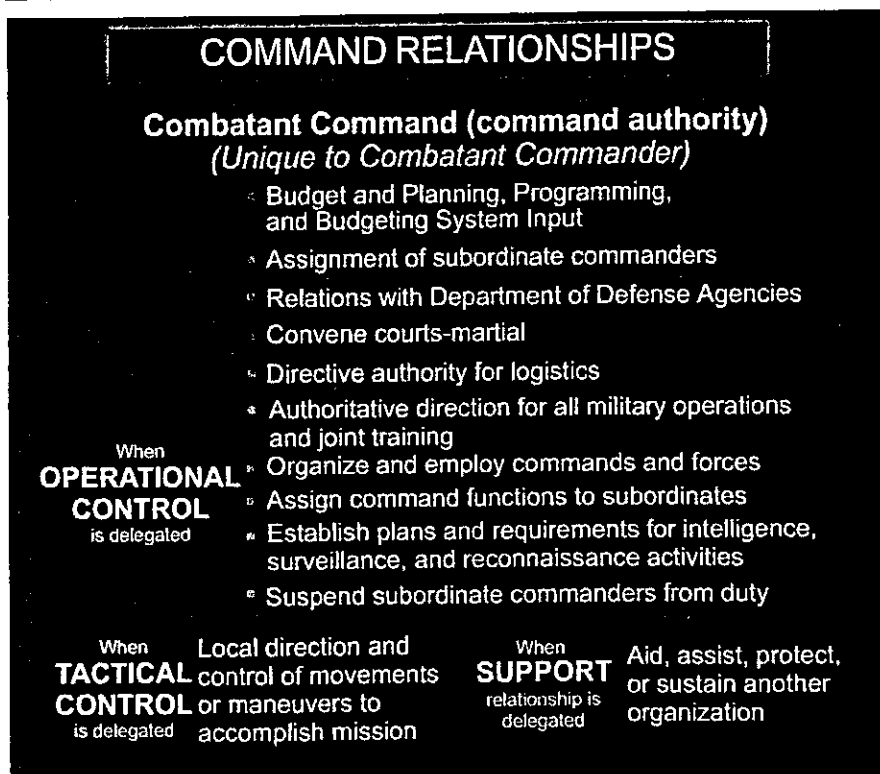 COMMAND RELATIONSHIPS
Combatant Command (command authority)
(Unique to Combatant Commander)
Budget and Planning, Programming,
and Budgeting System Input
Assignment of subordinate commanders
Relations with Department of Defense Agencies
Convene courts-martial
Directive authority for logistics
Authoritative direction for all military operations
and joint training
When
OPERATIONAL
CONTROL
is delegated
Organize and employ commands and forces
Assign command functions to subordinates
Establish plans and requirements for intelligence,
surveillance, and reconnaissance activities
Suspend subordinate commanders from duty
When
TACTICAL
CONTROL
is delegated
Local direction and
control of movements
or maneuvers to
accomplish mission
When
SUPPORT
relationship is
delegated
Aid, assist, protect,
or sustain another
organization